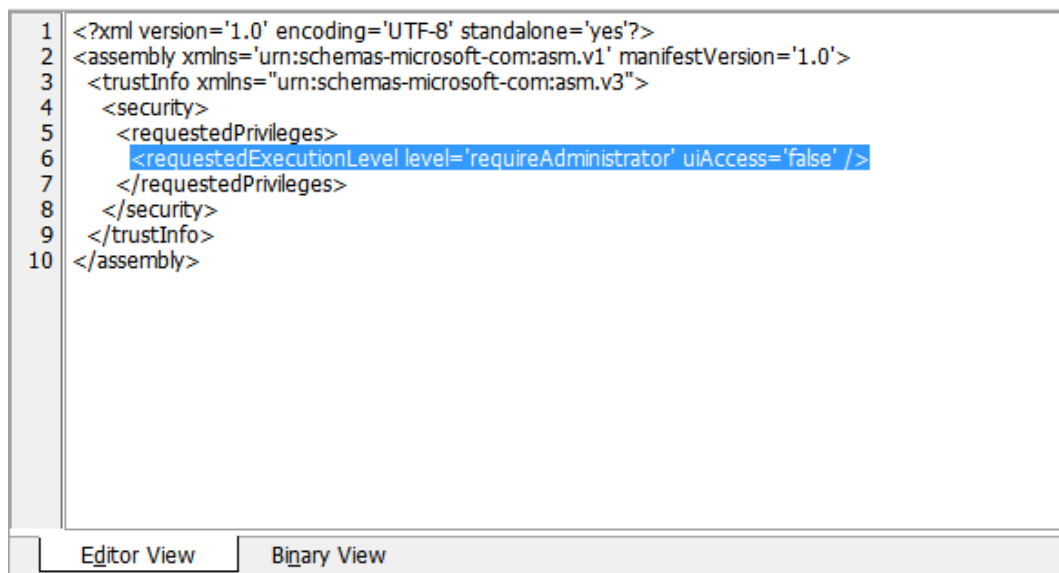 1 <?xml version='1.0' encoding='UTF-8' standalone='yes'?>
2 <assembly xmlns='urn:schemas-microsoft-com:asm.v1' manifestVersion='1.0'>
3 <trustInfo xmlns="urn:schemas-microsoft-com:asm.v3">
4 <security>
5 <requestedPrivileges>
6 <requestedExecutionLevel level='requireAdministrator' uiAccess='false' />
7 </requestedPrivileges>
8 </security>
9 </trustInfo>
10 </assembly>
Editor View Binary View